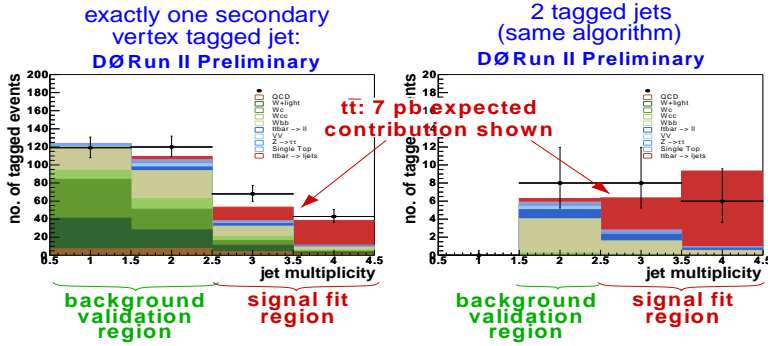 exactly one secondary
vertex tagged jet:
DØ Run II Preliminary
no. of tagged events
200
180
160
140
120
100
80
60
40
20
0
0.5 1 1.5 2 2.5 3 3.5 4 4.5
jet multiplicity
QCD
W+light
Wc
Wcc
Wbb
ttbar -> ll
VV
Z ->ττ
Single Top
ttbar -> ljets
background
validation
region
signal fit
region
tt̄: 7 pb expected
contribution shown
2 tagged jets
(same algorithm)
DØ Run II Preliminary
no. of tagged events
20
18
16
14
12
10
8
6
4
2
0
0.5 1 1.5 2 2.5 3 3.5 4 4.5
jet multiplicity
QCD
W+light
Wc
Wcc
Wbb
ttbar -> ll
VV
Z ->ττ
Single Top
ttbar -> ljets
background
validation
region
signal fit
region